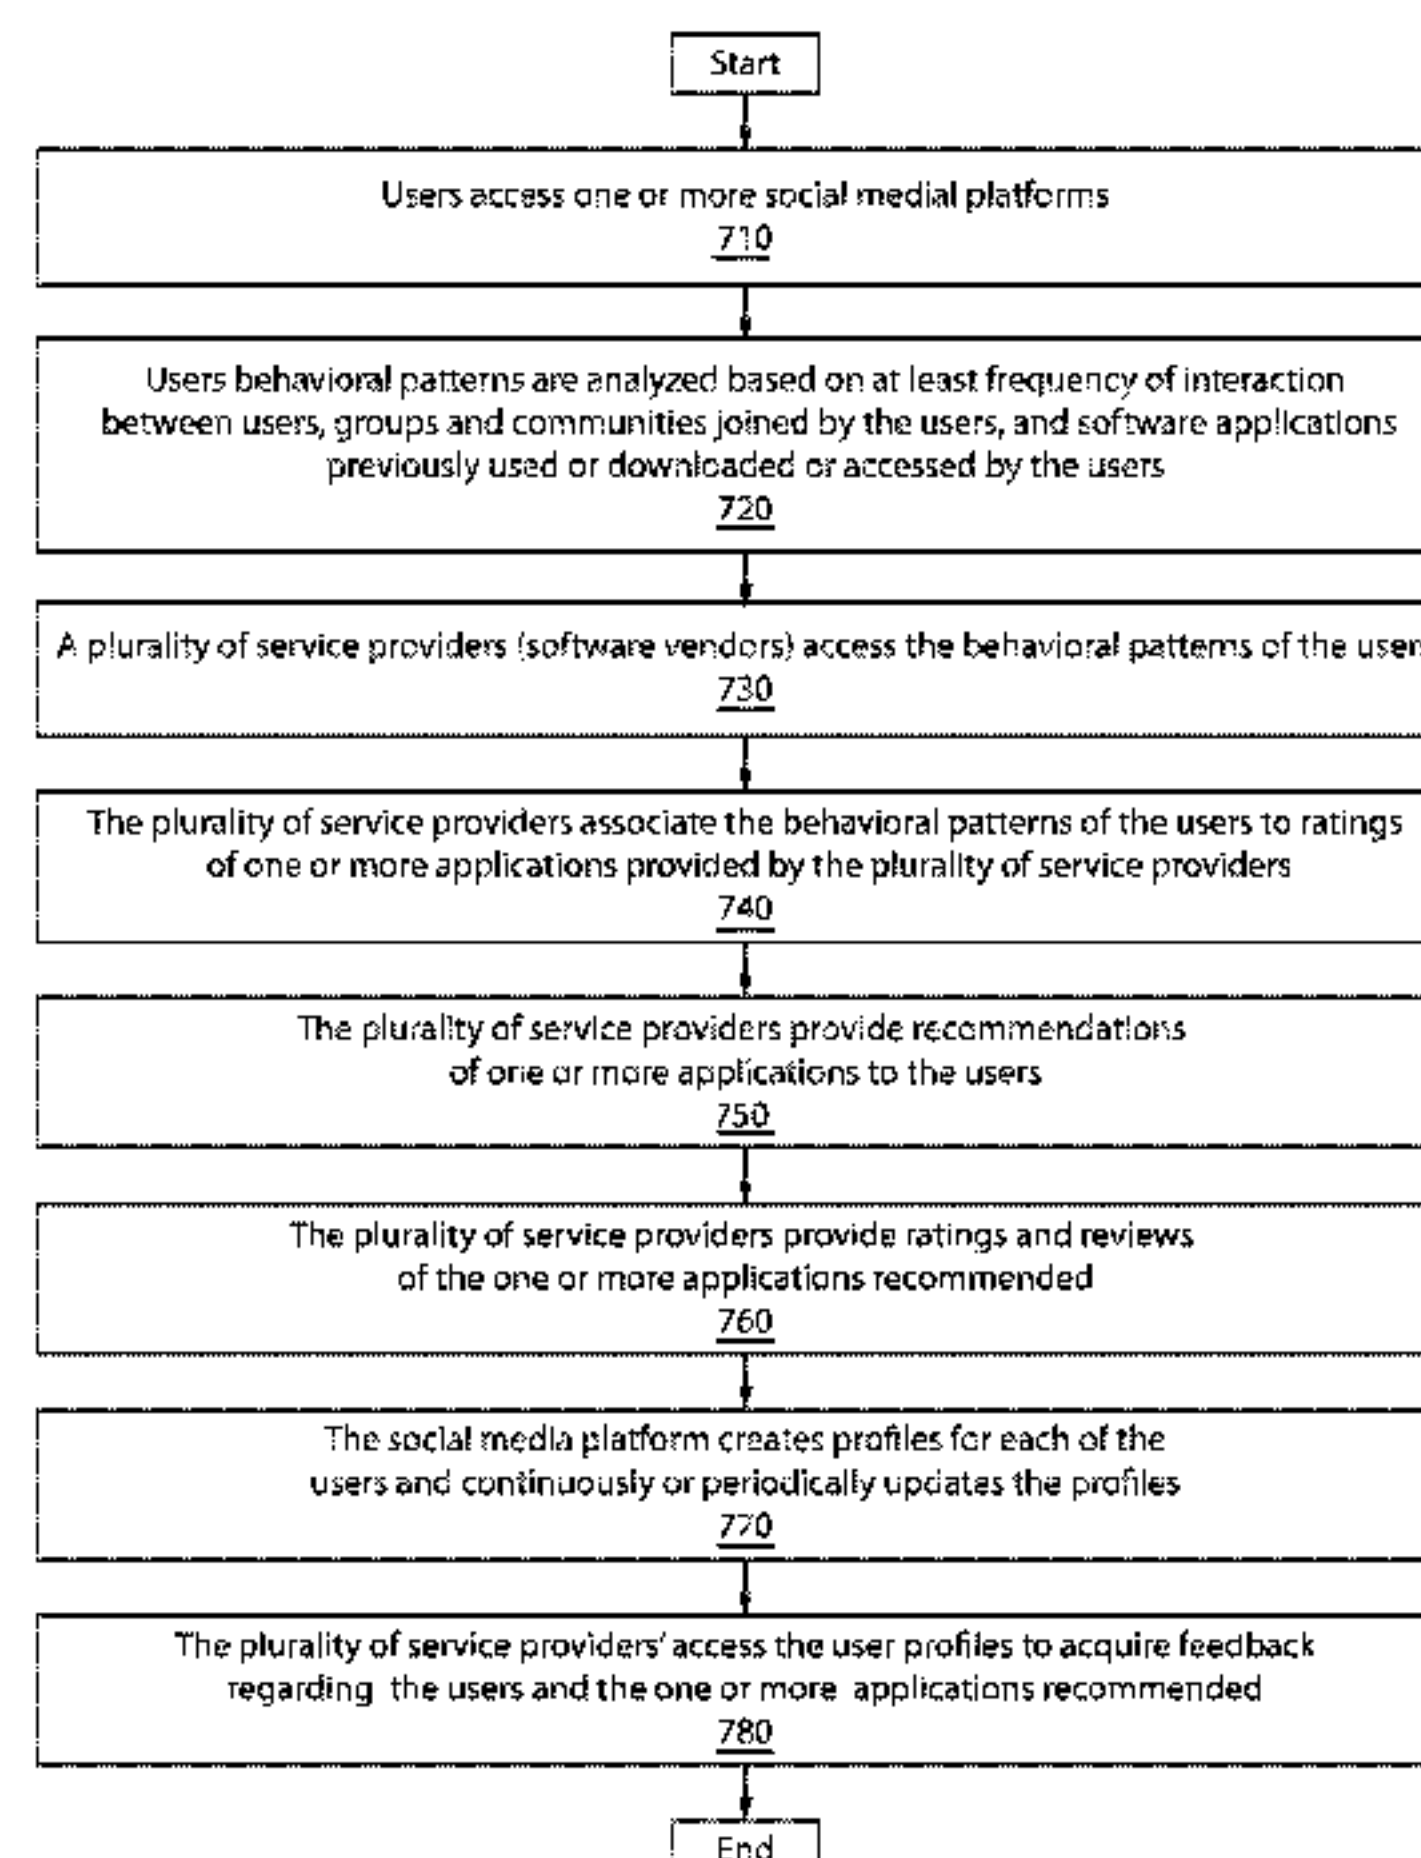 Start
Users access one or more social medial platforms
710
Users behavioral patterns are analyzed based on at least frequency of interaction
between users, groups and communities joined by the users, and software applications
previously used or downloaded or accessed by the users
720
A plurality of service providers (software vendors) access the behavioral patterns of the users
730
The plurality of service providers associate the behavioral patterns of the users to ratings
of one or more applications provided by the plurality of service providers
740
The plurality of service providers provide recommendations
of one or more applications to the users
750
The plurality of service providers provide ratings and reviews
of the one or more applications recommended
760
The social media platform creates profiles for each of the
users and continuously or periodically updates the profiles
770
The plurality of service providers' access the user profiles to acquire feedback
regarding the users and the one or more applications recommended
780
End